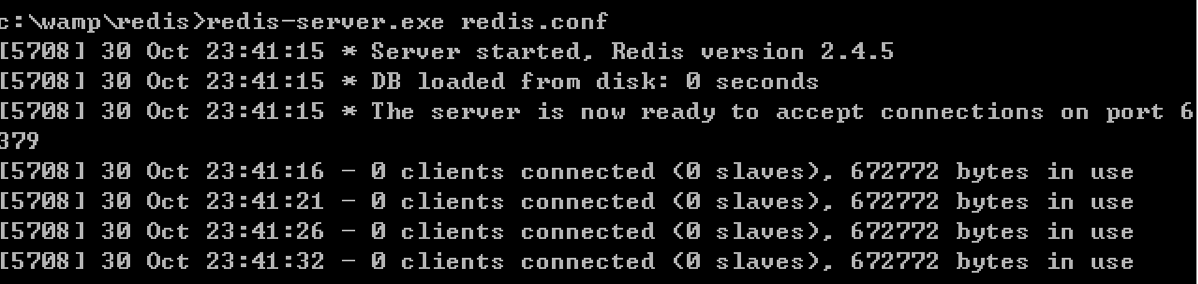 c:\wamp\redis>redis-server.exe redis.conf
[5708] 30 Oct 23:41:15 * Server started, Redis version 2.4.5
[5708] 30 Oct 23:41:15 * DB loaded from disk: 0 seconds
[5708] 30 Oct 23:41:15 * The server is now ready to accept connections on port 6
379
[5708] 30 Oct 23:41:16 - 0 clients connected (0 slaves), 672772 bytes in use
[5708] 30 Oct 23:41:21 - 0 clients connected (0 slaves), 672772 bytes in use
[5708] 30 Oct 23:41:26 - 0 clients connected (0 slaves), 672772 bytes in use
[5708] 30 Oct 23:41:32 - 0 clients connected (0 slaves), 672772 bytes in use